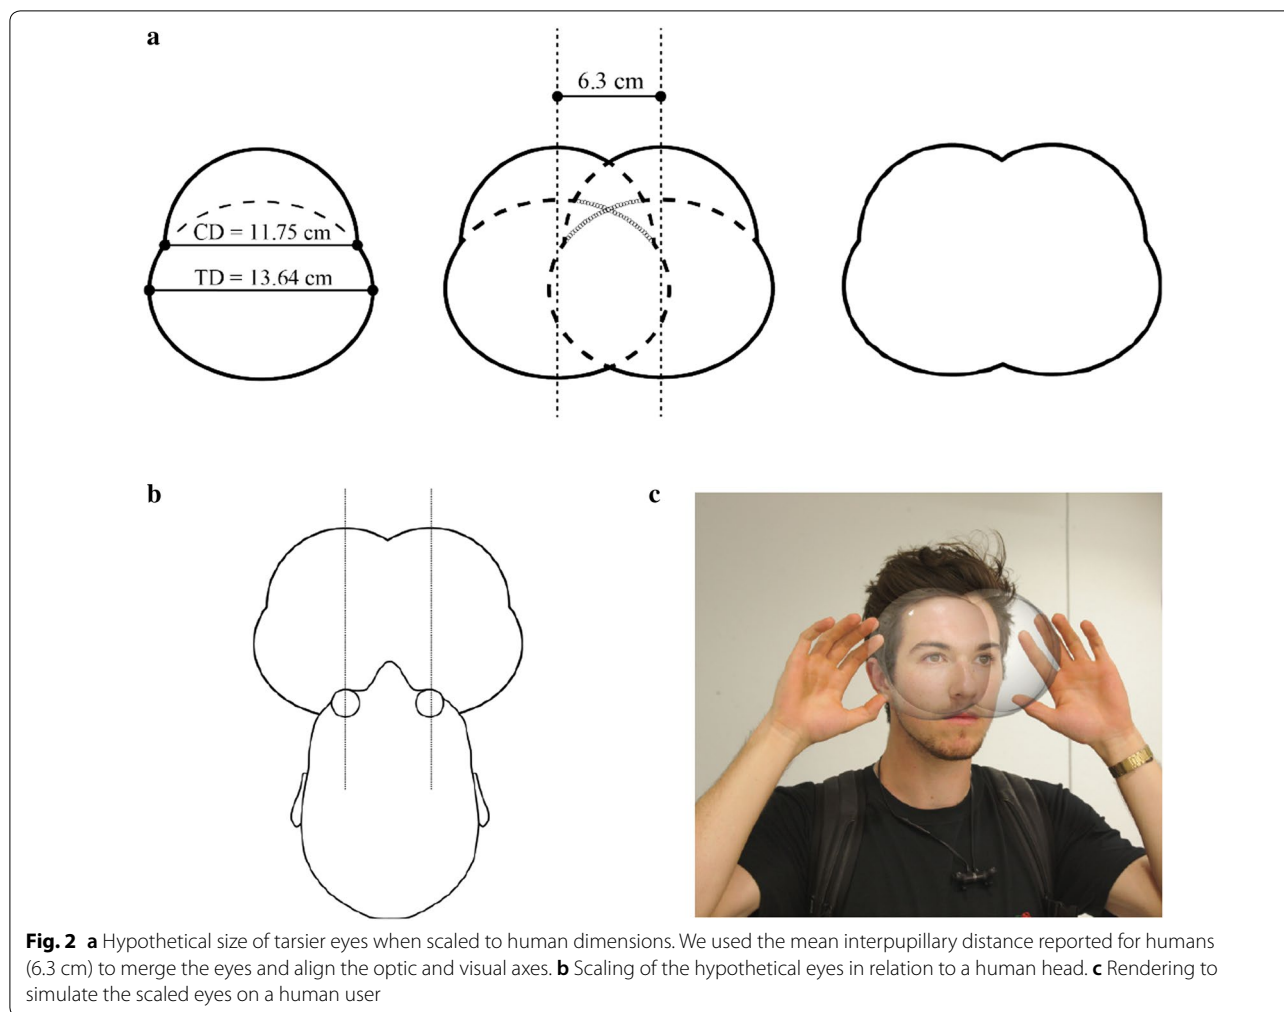 a
6.3 cm
CD = 11.75 cm
TD = 13.64 cm
b
c
Fig. 2 a Hypothetical size of tarsier eyes when scaled to human dimensions. We used the mean interpupillary distance reported for humans
(6.3 cm) to merge the eyes and align the optic and visual axes. b Scaling of the hypothetical eyes in relation to a human head. c Rendering to
simulate the scaled eyes on a human user